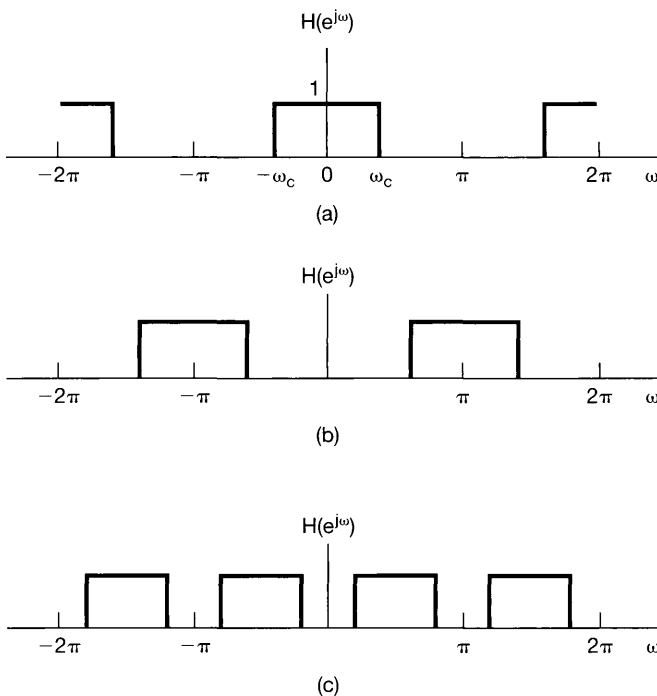 H(e^{jω})
1
−2π −π −ω_c 0 ω_c π 2π ω
(a)
H(e^{jω})
−2π −π π 2π ω
(b)
H(e^{jω})
−2π −π π 2π ω
(c)